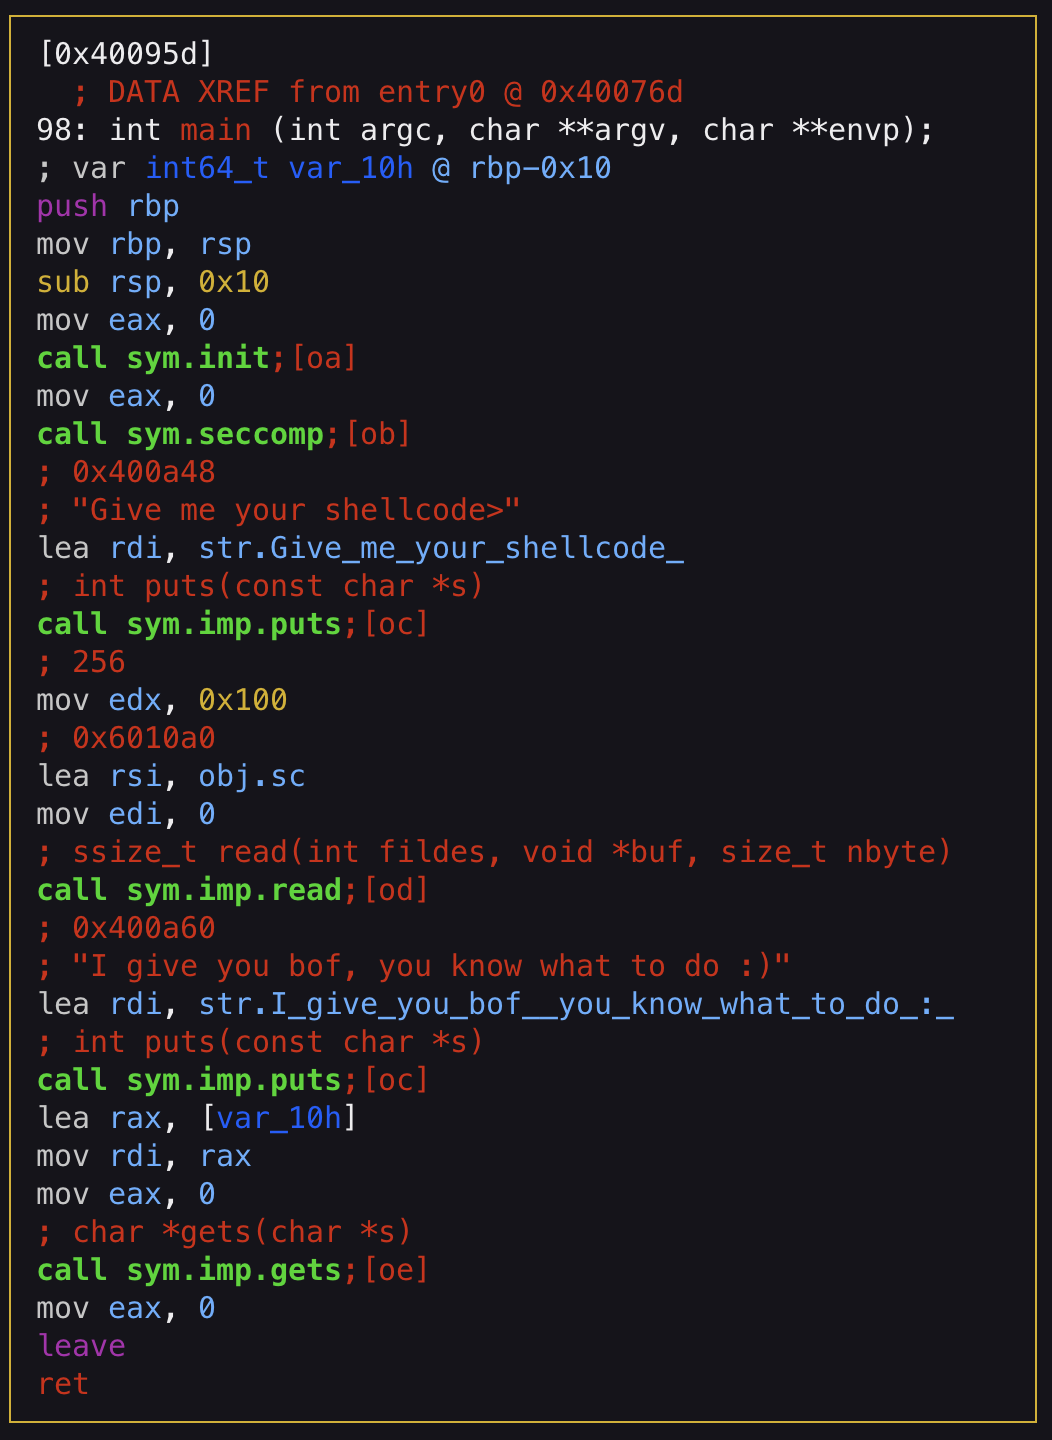 [0x40095d]
; DATA XREF from entry0 @ 0x40076d
98: int main (int argc, char **argv, char **envp);
; var int64_t var_10h @ rbp-0x10
push rbp
mov rbp, rsp
sub rsp, 0x10
mov eax, 0
call sym.init;[oa]
mov eax, 0
call sym.seccomp;[ob]
; 0x400a48
; "Give me your shellcode>"
lea rdi, str.Give_me_your_shellcode_
; int puts(const char *s)
call sym.imp.puts;[oc]
; 256
mov edx, 0x100
; 0x6010a0
lea rsi, obj.sc
mov edi, 0
; ssize_t read(int fildes, void *buf, size_t nbyte)
call sym.imp.read;[od]
; 0x400a60
; "I give you bof, you know what to do :)"
lea rdi, str.I_give_you_bof__you_know_what_to_do_:_
; int puts(const char *s)
call sym.imp.puts;[oc]
lea rax, [var_10h]
mov rdi, rax
mov eax, 0
; char *gets(char *s)
call sym.imp.gets;[oe]
mov eax, 0
leave
ret